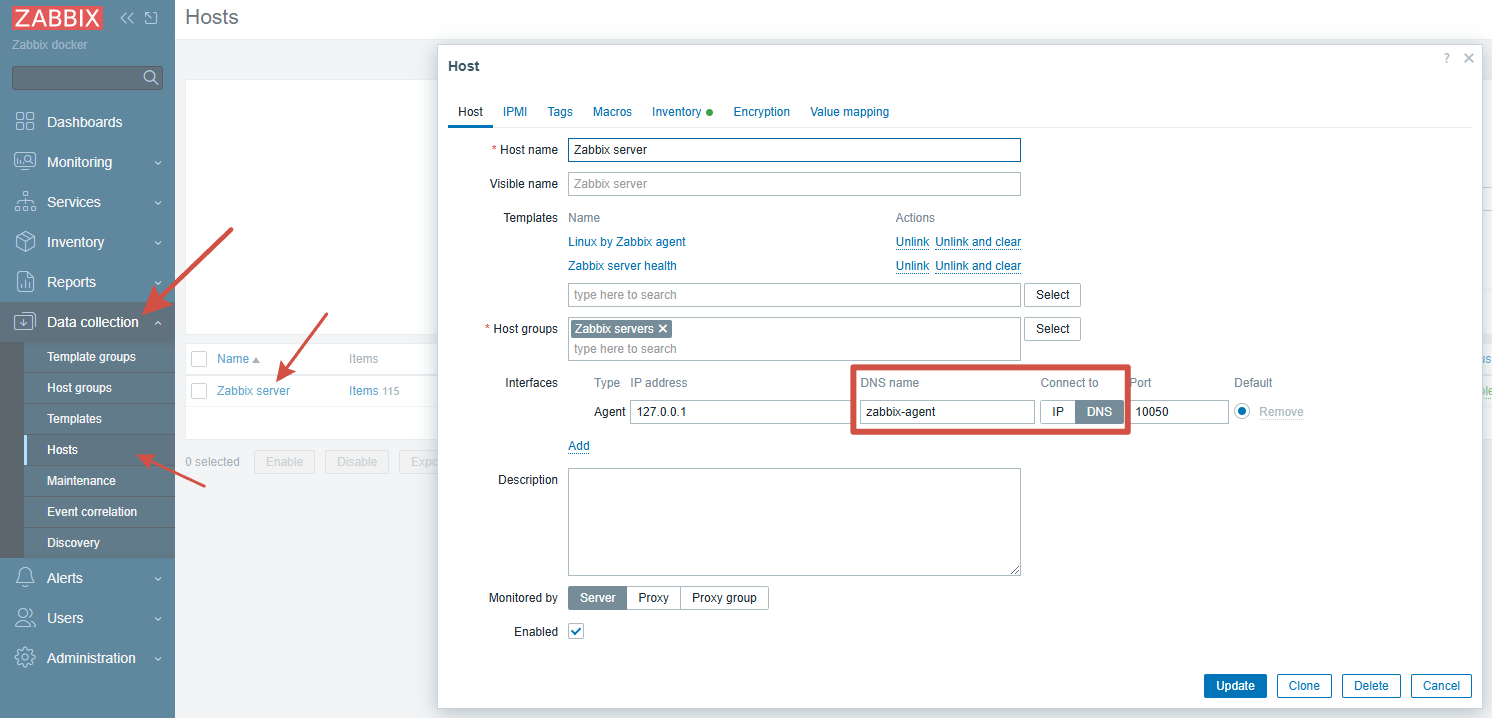 ZABBIX
Zabbix docker
Dashboards
Monitoring
Services
Inventory
Reports
Data collection
Template groups
Host groups
Templates
Hosts
Maintenance
Event correlation
Discovery
Alerts
Users
Administration
Hosts
Name Items
Zabbix server Items 115
0 selected Enable Disable Expo
Host ?
Host IPMI Tags Macros Inventory Encryption Value mapping
* Host name Zabbix server
Visible name Zabbix server
Templates Name Actions
Linux by Zabbix agent Unlink Unlink and clear
Zabbix server health Unlink Unlink and clear
type here to search Select
* Host groups Zabbix servers Select
type here to search
Interfaces Type IP address DNS name Connect to Port Default
Agent 127.0.0.1 zabbix-agent IP DNS 10050 Remove
Add
Description
Monitored by Server Proxy Proxy group
Enabled
Update Clone Delete Cancel